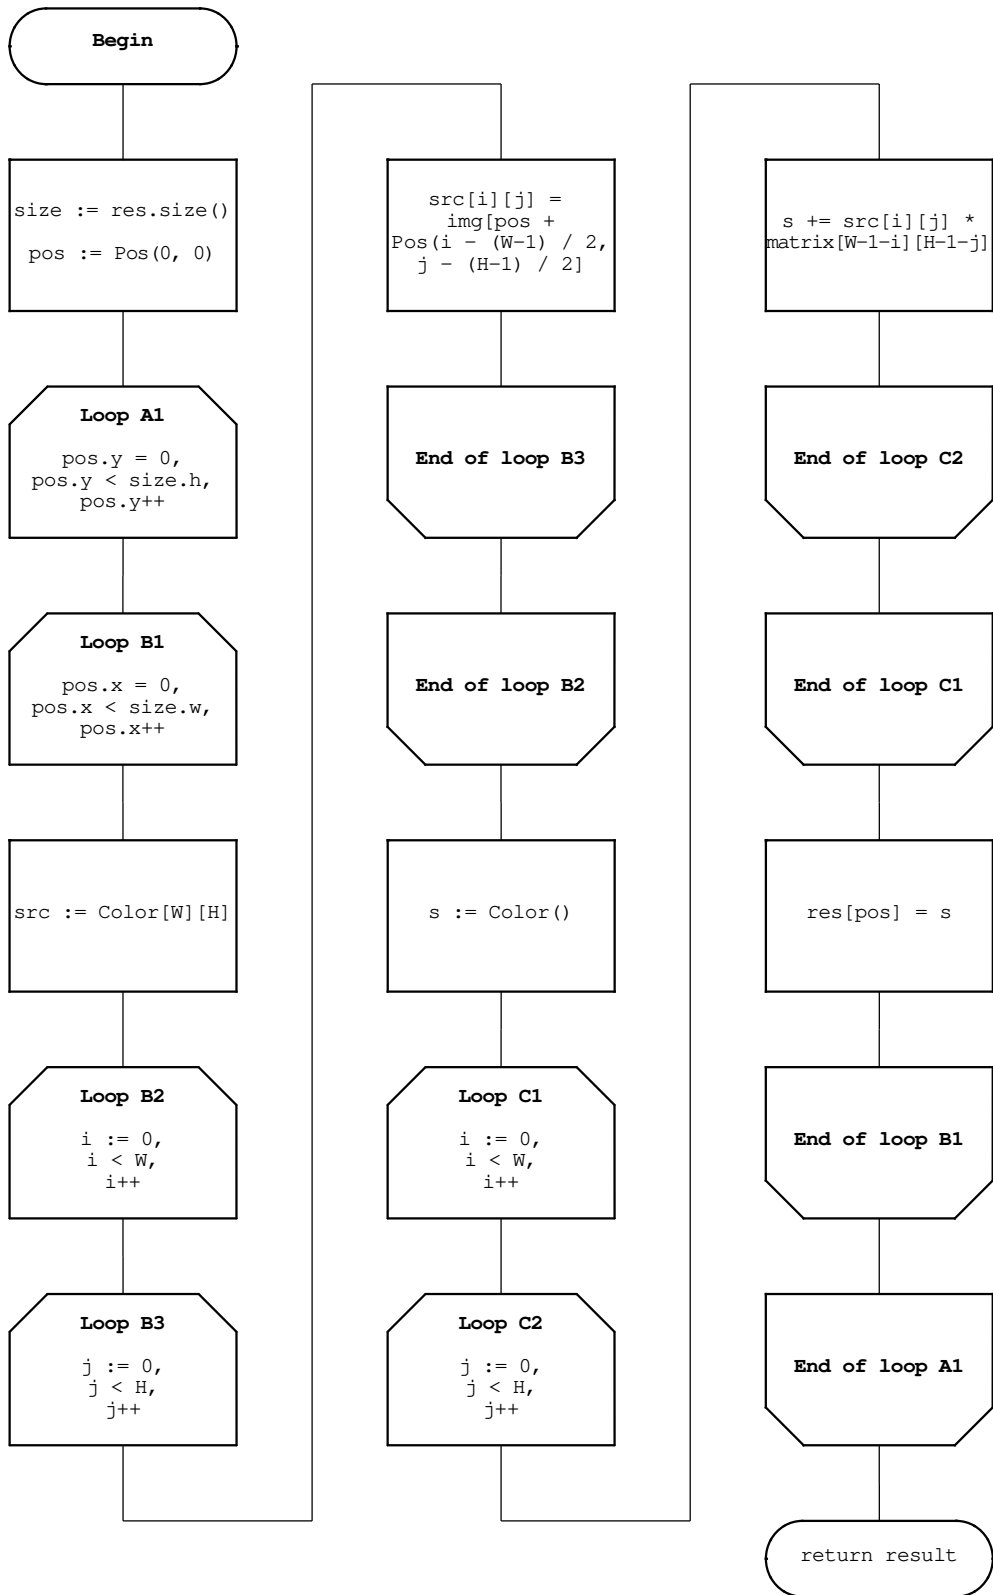 Begin
size := res.size()
pos := Pos(0, 0)
Loop A1
pos.y = 0,
pos.y < size.h,
pos.y++
Loop B1
pos.x = 0,
pos.x < size.w,
pos.x++
src := Color[W][H]
Loop B2
i := 0,
i < W,
i++
Loop B3
j := 0,
j < H,
j++
src[i][j] =
img[pos +
Pos(i − (W−1) / 2,
j − (H−1) / 2]
End of loop B3
End of loop B2
s := Color()
Loop C1
i := 0,
i < W,
i++
Loop C2
j := 0,
j < H,
j++
s += src[i][j] *
matrix[W−1−i][H−1−j]
End of loop C2
End of loop C1
res[pos] = s
End of loop B1
End of loop A1
return result